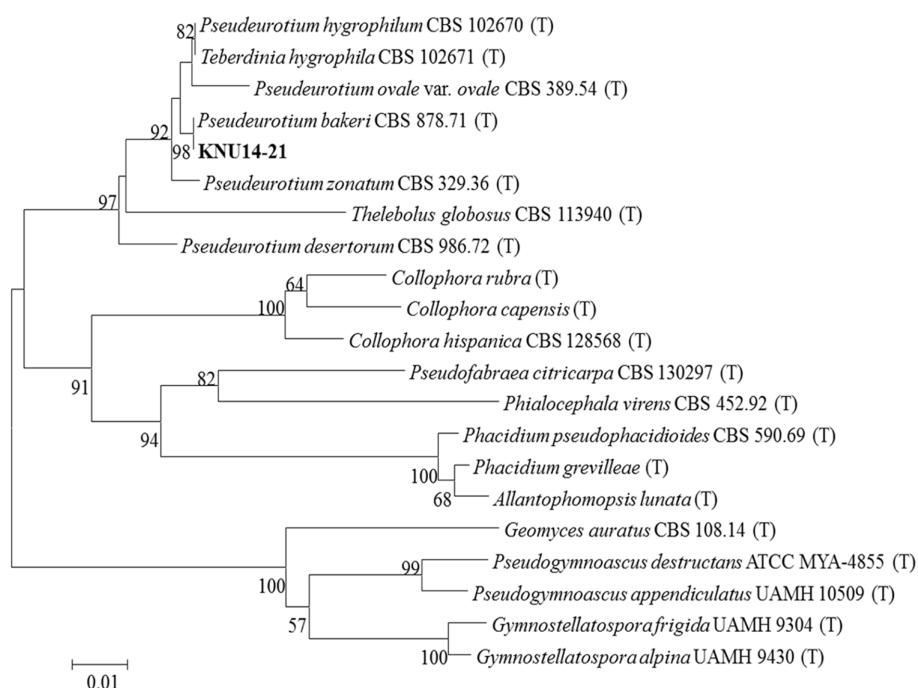 82
Pseudeurotium hygrophilum CBS 102670 (T)
Teberdinia hygrophila CBS 102671 (T)
Pseudeurotium ovale var. ovale CBS 389.54 (T)
Pseudeurotium bakeri CBS 878.71 (T)
92
98 KNU14-21
Pseudeurotium zonatum CBS 329.36 (T)
97
Thelebolus globosus CBS 113940 (T)
Pseudeurotium desertorum CBS 986.72 (T)
64
Collophora rubra (T)
100
Collophora capensis (T)
Collophora hispanica CBS 128568 (T)
91
82
Pseudofabraea citricarpa CBS 130297 (T)
Phialocephala virens CBS 452.92 (T)
94
Phacidium pseudophacidioides CBS 590.69 (T)
100
Phacidium grevilleae (T)
68
Allantophomopsis lunata (T)
Geomyces auratus CBS 108.14 (T)
100
99
Pseudogymnoascus destructans ATCC MYA-4855 (T)
Pseudogymnoascus appendiculatus UAMH 10509 (T)
57
Gymnostellatospora frigida UAMH 9304 (T)
100
Gymnostellatospora alpina UAMH 9430 (T)
0.01